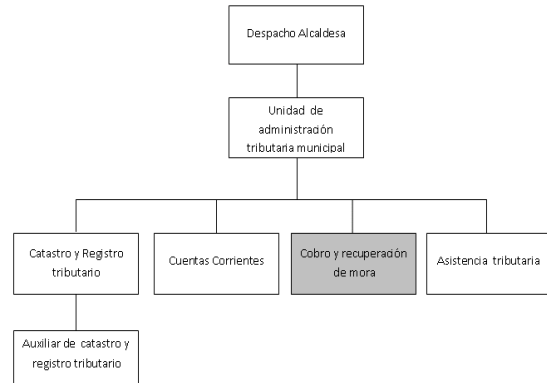 Despacho Alcaldesa
Unidad de
administración
tributaria municipal
Catastro y Registro
tributario
Cuentas Corrientes
Cobro y recuperación
de mora
Asistencia tributaria
Auxiliar de catastro y
registro tributario